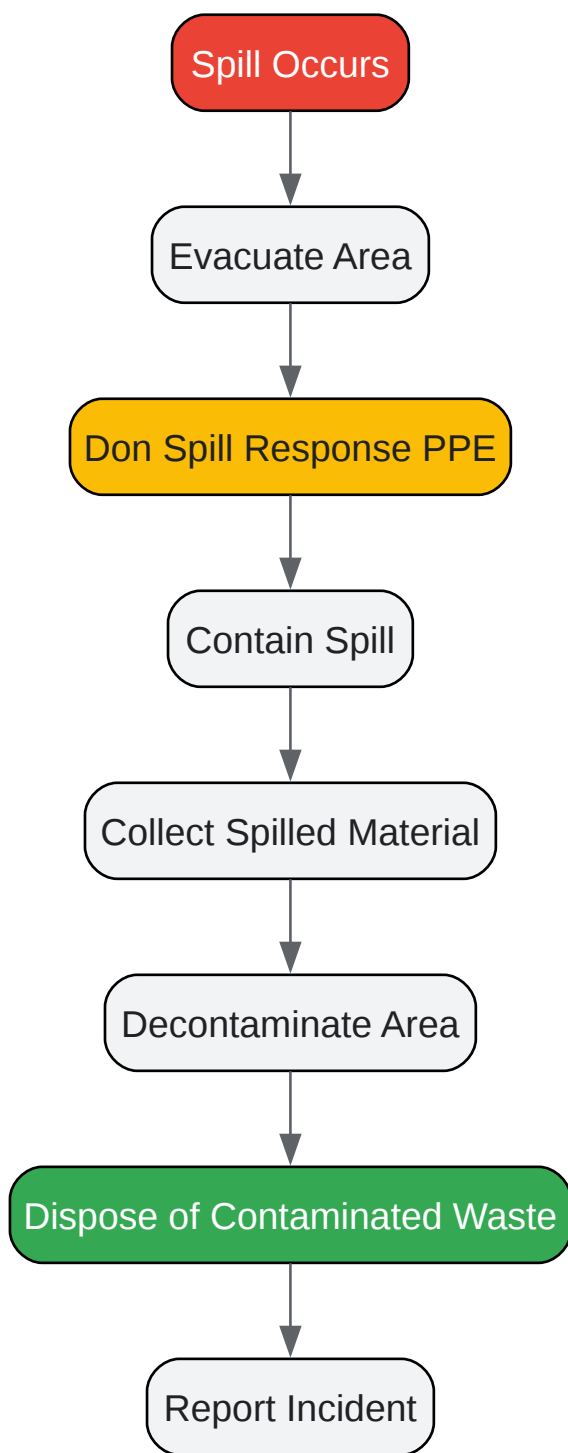 Spill Occurs
Evacuate Area
Don Spill Response PPE
Contain Spill
Collect Spilled Material
Decontaminate Area
Dispose of Contaminated Waste
Report Incident